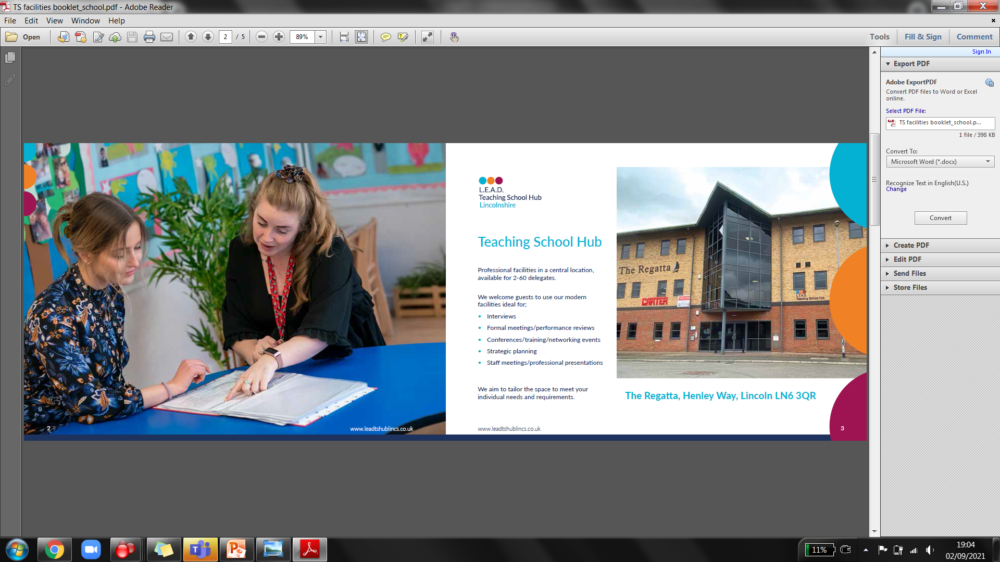 TS facilities booklet_school.pdf - Adobe Reader
File Edit View Window Help
Open
2 / 5
89%
Tools Fill & Sign Comment
Sign In
Export PDF
Adobe ExportPDF
Convert PDF files to Word or Excel
online.
Select PDF File:
TS facilities booklet_school.p...
1 file / 398 KB
Convert To:
Microsoft Word (*.docx)
Recognize Text in English(U.S.)
Change
Convert
Create PDF
Edit PDF
Send Files
Store Files
2
www.leadtshublincs.co.uk
L.E.A.D.
Teaching School Hub
Lincolnshire
Teaching School Hub
Professional facilities in a central location,
available for 2-60 delegates.
We welcome guests to use our modern
facilities ideal for;
• Interviews
• Formal meetings/performance reviews
• Conferences/training/networking events
• Strategic planning
• Staff meetings/professional presentations
We aim to tailor the space to meet your
individual needs and requirements.
www.leadtshublincs.co.uk
The Regatta
CARTER
L.E.A.D.
Teaching School Hub
The Regatta, Henley Way, Lincoln LN6 3QR
3
11%
19:04
02/09/2021